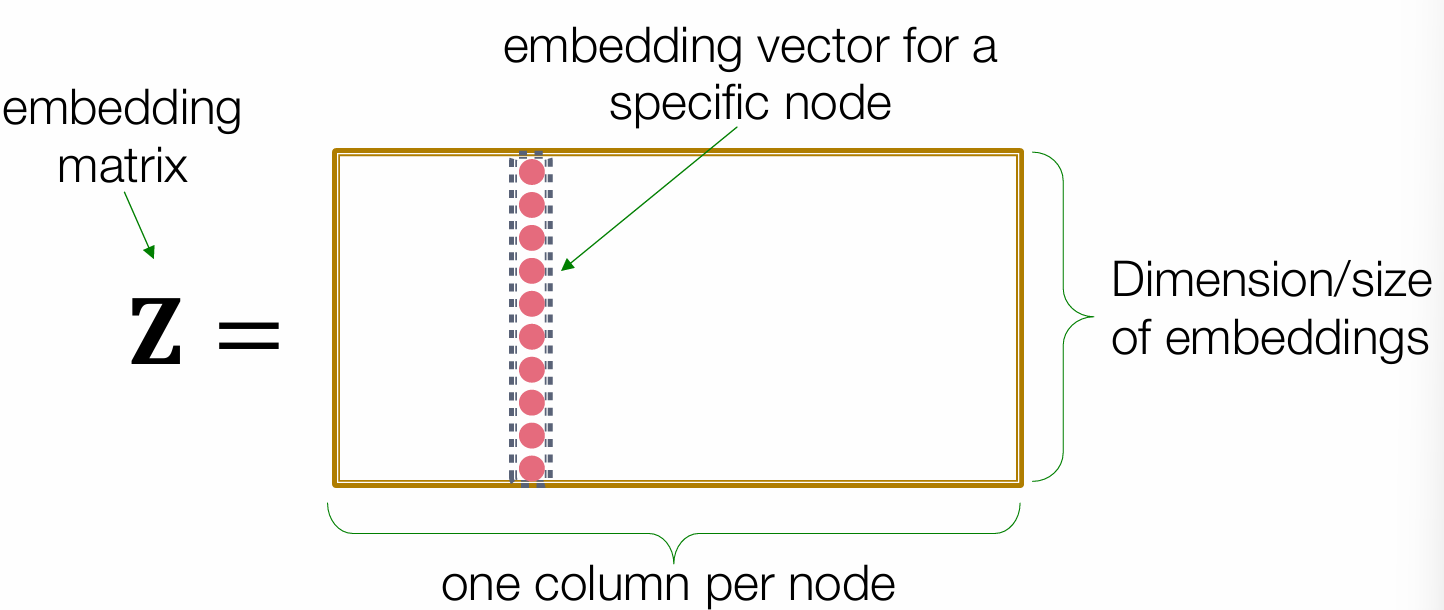 embedding vector for a
specific node
embedding
matrix
Z =
Dimension/size
of embeddings
one column per node